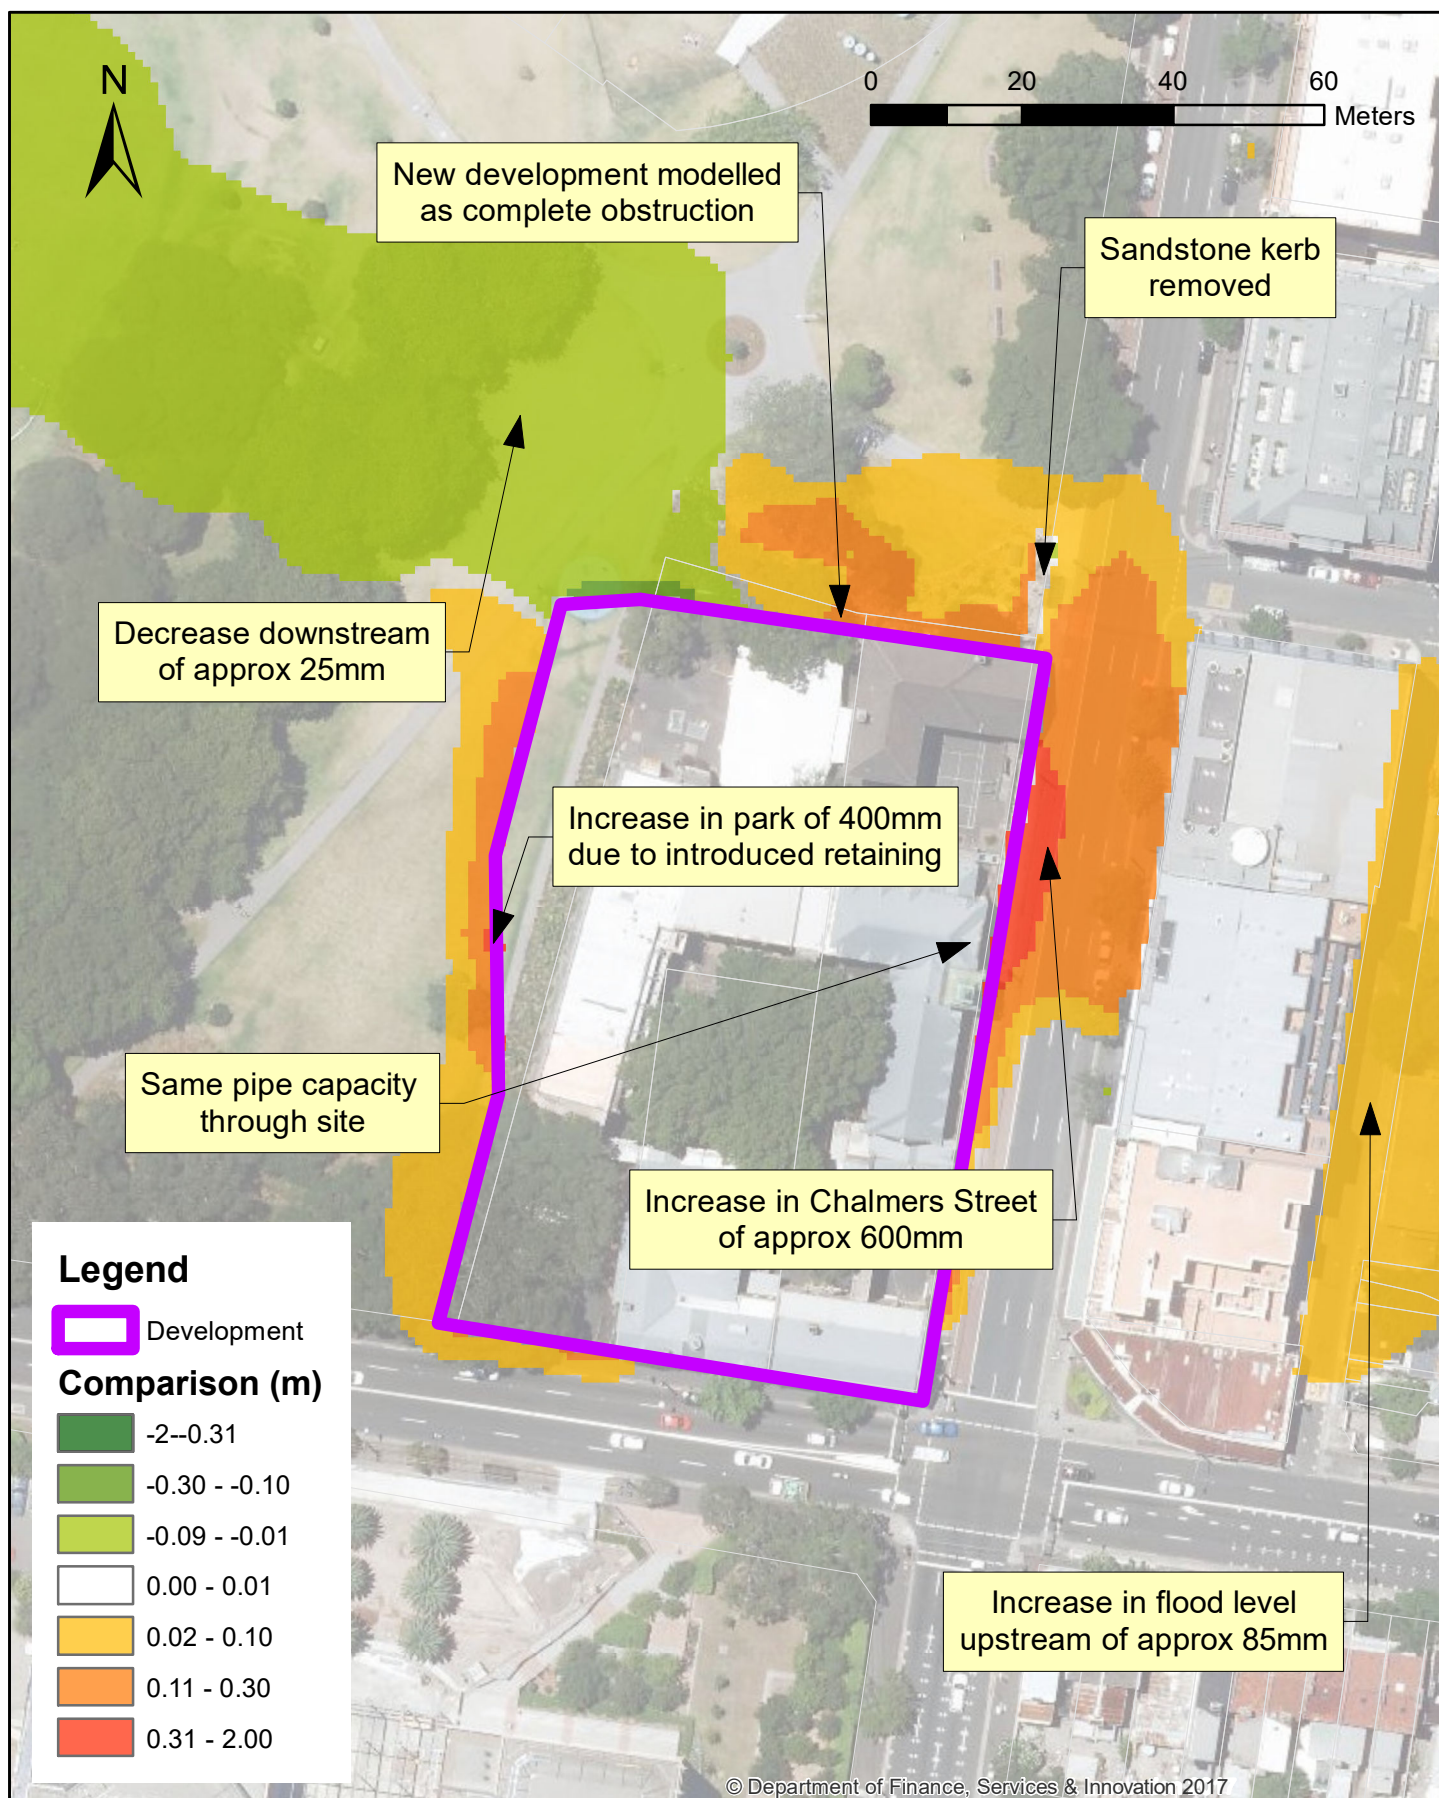 N
0 20 40 60
Meters
New development modelled
as complete obstruction
Sandstone kerb
removed
Decrease downstream
of approx 25mm
Increase in park of 400mm
due to introduced retaining
Same pipe capacity
through site
Increase in Chalmers Street
of approx 600mm
Increase in flood level
upstream of approx 85mm
Legend
Development
Comparison (m)
-2--0.31
-0.30 - -0.10
-0.09 - -0.01
0.00 - 0.01
0.02 - 0.10
0.11 - 0.30
0.31 - 2.00
© Department of Finance, Services & Innovation 2017